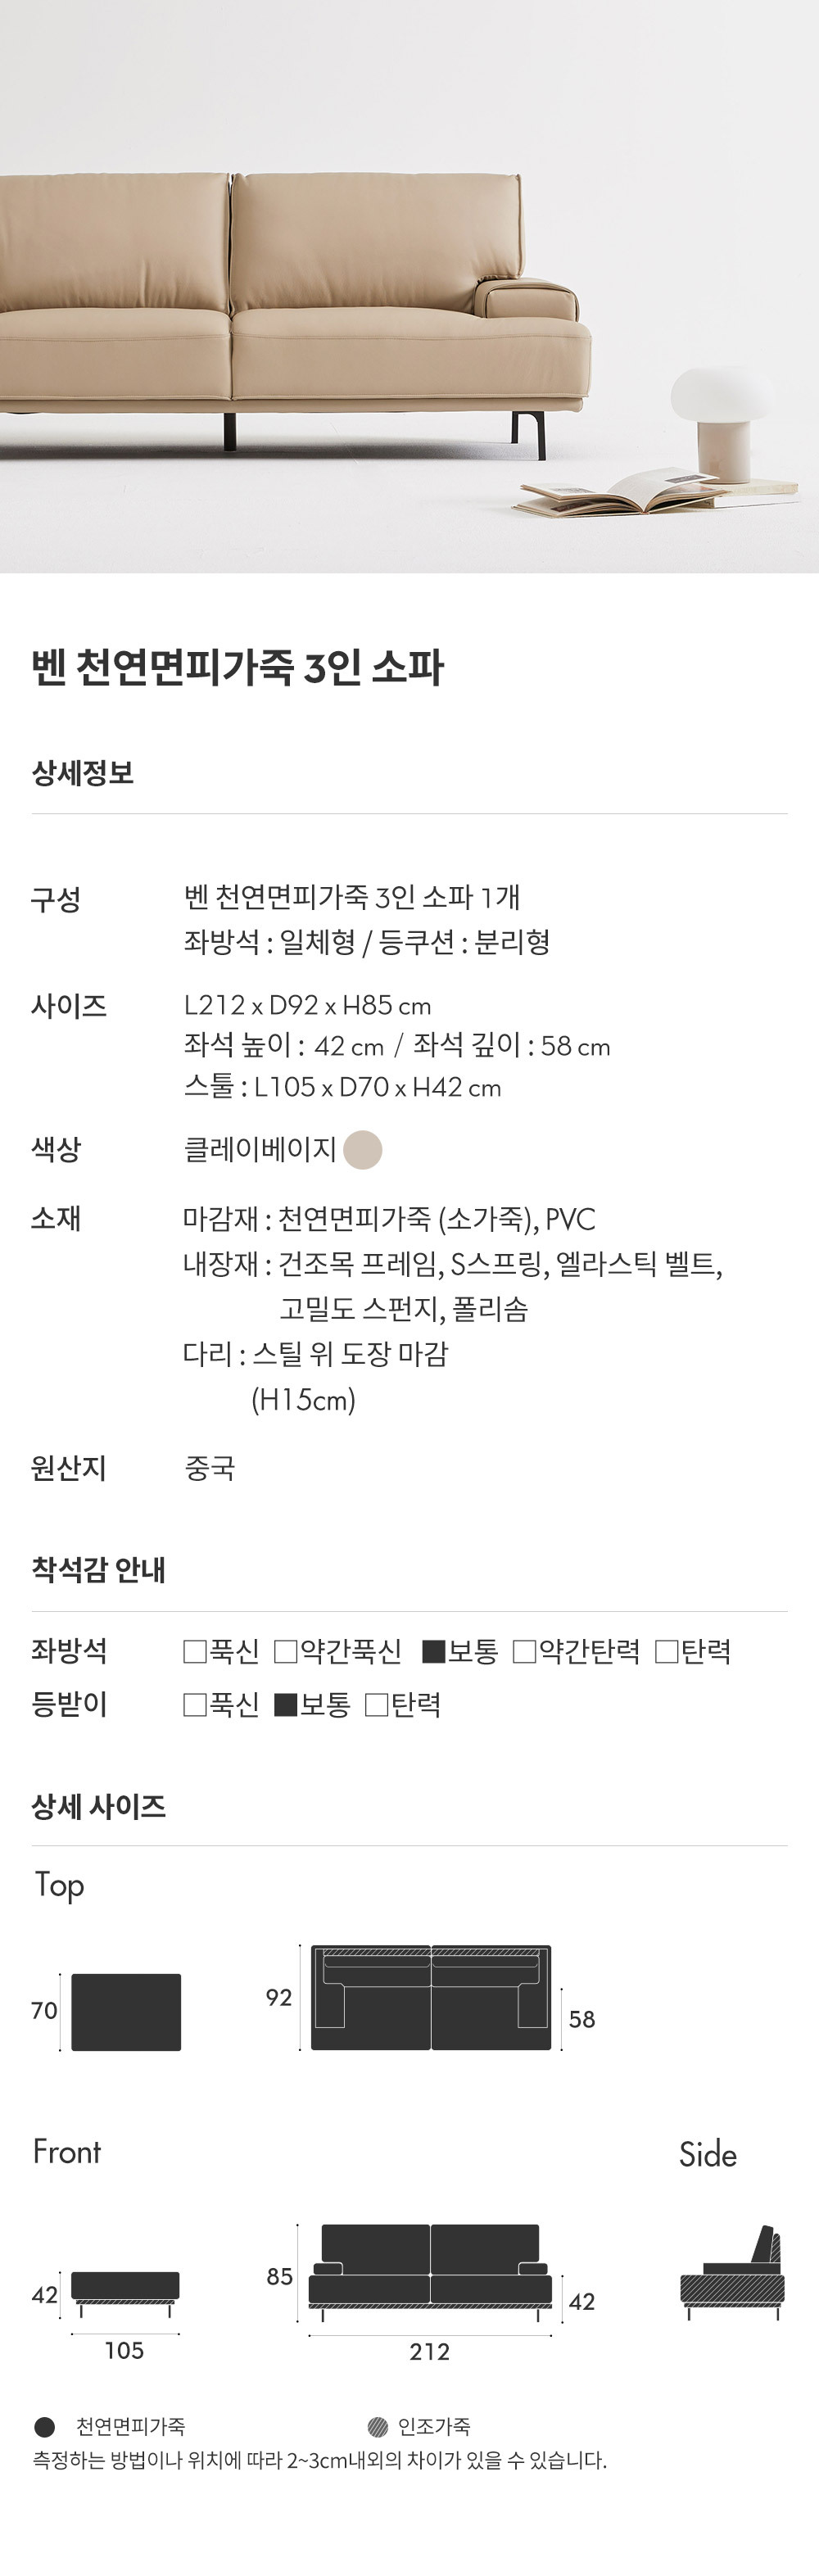 벤 천연면피가죽 3인 소파
상세정보
구성 벤 천연면피가죽 3인 소파 1개
좌방석 : 일체형 / 등쿠션 : 분리형
사이즈 L212 x D92 x H85 cm
좌석 높이 : 42 cm / 좌석 깊이 : 58 cm
스툴 : L105 x D70 x H42 cm
색상 클레이베이지
소재 마감재 : 천연면피가죽 (소가죽), PVC
내장재 : 건조목 프레임, S스프링, 엘라스틱 벨트,
고밀도 스펀지, 폴리솜
다리 : 스틸 위 도장 마감
(H15cm)
원산지 중국
착석감 안내
좌방석 □푹신 □약간푹신 ■보통 □약간탄력 □탄력
등받이 □푹신 ■보통 □탄력
상세 사이즈
Top
70
92
58
Front
Side
42
105
85
42
212
천연면피가죽
인조가죽
측정하는 방법이나 위치에 따라 2~3cm내외의 차이가 있을 수 있습니다.